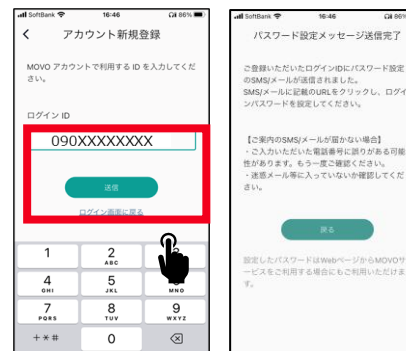 SoftBank 16:46 86%
アカウント新規登録
MOVO アカウントで利用する ID を入力してくだ
さい。
ログイン ID
090XXXXXXXX
送信
ログイン画面に戻る
1
2 ABC
4 GHI
5 JKL
MNO
7 PQRS
8 TUV
9 WXYZ
+*#
0
SoftBank 16:46 86%
パスワード設定メッセージ送信完了
ご登録いただいたログインIDにパスワード設定
のSMS/メールが送信されました。
SMS/メールに記載のURLをクリックし、ログイ
ンパスワードを設定してください。
【ご案内のSMS/メールが届かない場合】
・ご入力いただいた電話番号に誤りがある可能
性があります。もう一度ご確認ください。
・迷惑メール等に入っていないか確認してくだ
さい。
戻る
設定したパスワードはWebページからMOVOサ
ービスをご利用する場合にもご利用いただけま
す。